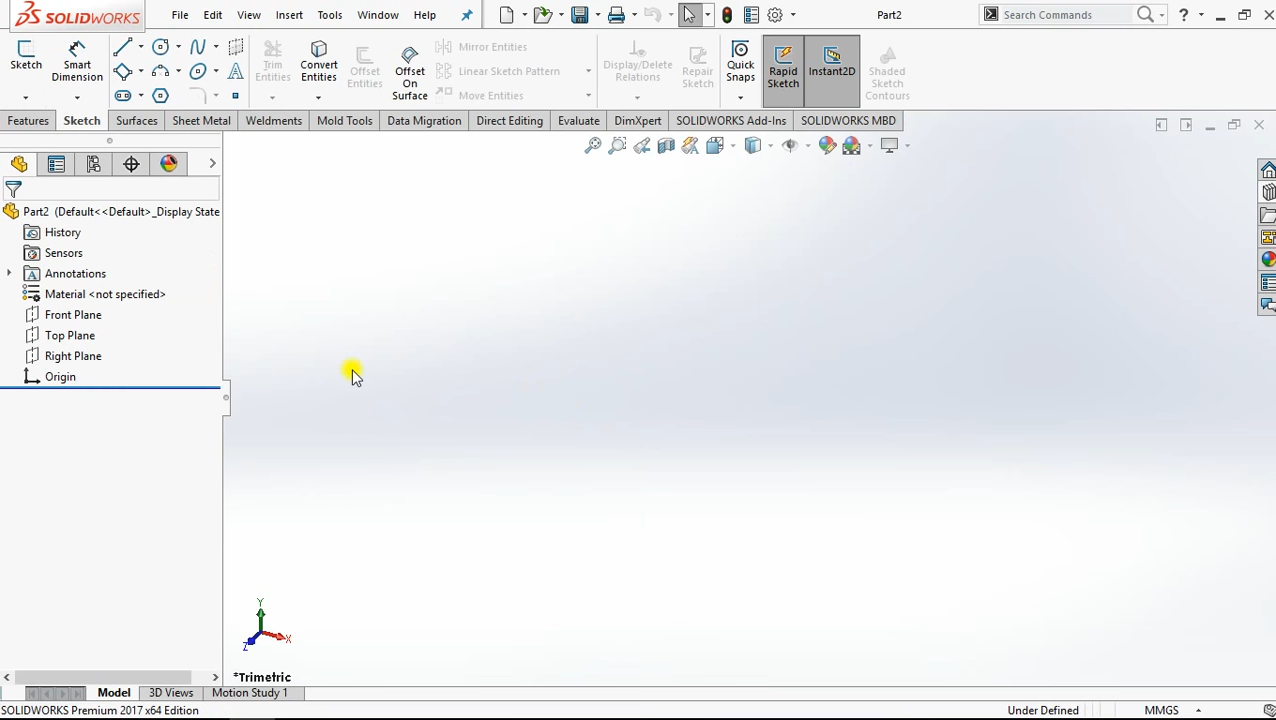 SOLIDWORKS File Edit View Insert Tools Window Help Part2 Search Commands ?
Sketch Smart Dimension Trim Entities Convert Entities Offset Entities Offset On Surface Mirror Entities Linear Sketch Pattern Move Entities Display/Delete Relations Repair Sketch Quick Snaps Rapid Sketch Instant2D Shaded Sketch Contours
Features Sketch Surfaces Sheet Metal Weldments Mold Tools Data Migration Direct Editing Evaluate DimXpert SOLIDWORKS Add-Ins SOLIDWORKS MBD
Part2 (Default<<Default>_Display State
History
Sensors
Annotations
Material <not specified>
Front Plane
Top Plane
Right Plane
Origin
Y
X
Z
*Trimetric
Model 3D Views Motion Study 1
SOLIDWORKS Premium 2017 x64 Edition Under Defined MMGS